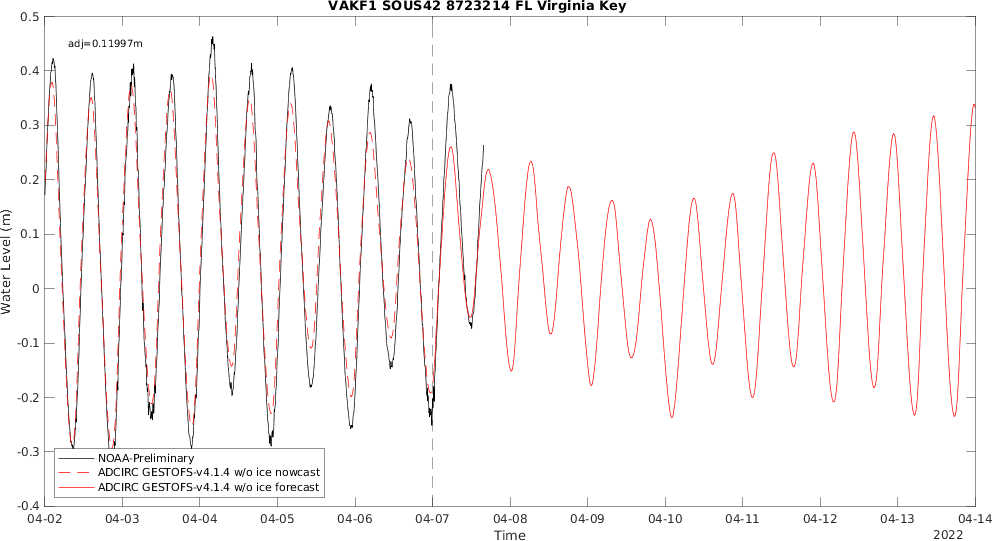 VAKF1 SOUS42 8723214 FL Virginia Key
adj=0.11997m
0.5
0.4
0.3
0.2
0.1
0
-0.1
-0.2
-0.3
-0.4
Water Level (m)
NOAA-Preliminary
ADCIRC GESTOFS-v4.1.4 w/o ice nowcast
ADCIRC GESTOFS-v4.1.4 w/o ice forecast
04-02 04-03 04-04 04-05 04-06 04-07 04-08 04-09 04-10 04-11 04-12 04-13 04-14
Time
2022